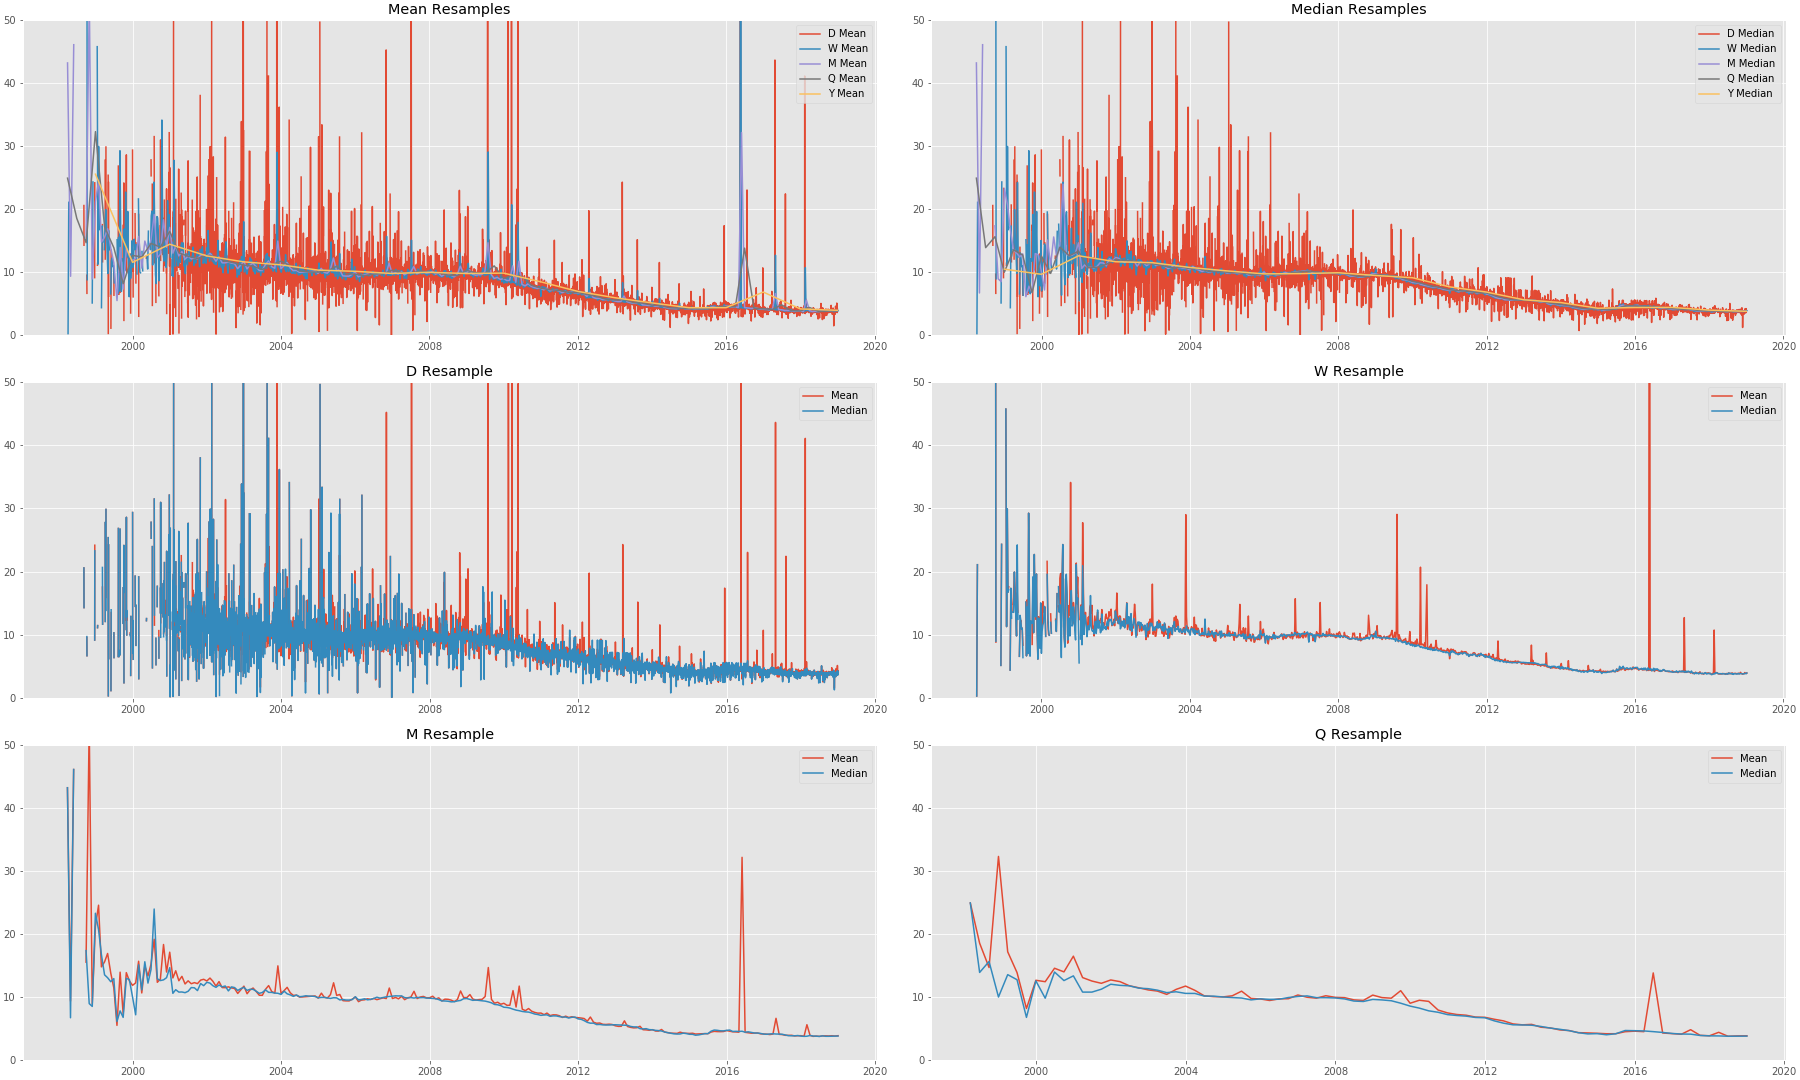 Mean Resamples
50
40
30
20
10
0
2000 2004 2008 2012 2016 2020
D Mean
W Mean
M Mean
Q Mean
Y Mean
Median Resamples
50
40
30
20
10
0
2000 2004 2008 2012 2016 2020
D Median
W Median
M Median
Q Median
Y Median
D Resample
50
40
30
20
10
0
2000 2004 2008 2012 2016 2020
Mean
Median
W Resample
50
40
30
20
10
0
2000 2004 2008 2012 2016 2020
Mean
Median
M Resample
50
40
30
20
10
0
2000 2004 2008 2012 2016 2020
Mean
Median
Q Resample
50
40
30
20
10
0
2000 2004 2008 2012 2016 2020
Mean
Median